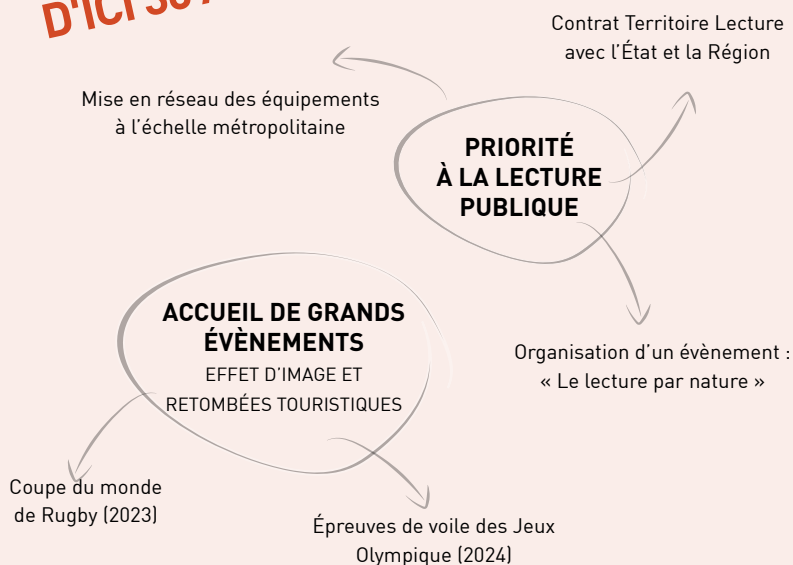 D'ICI
Contrat Territoire Lecture
avec l'État et la Région
Mise en réseau des équipements
à l'échelle métropolitaine
PRIORITÉ
À LA LECTURE
PUBLIQUE
Organisation d'un évènement :
« Le lecture par nature »
ACCUEIL DE GRANDS
ÉVÈNEMENTS
EFFET D'IMAGE ET
RETOMBÉES TOURISTIQUES
Coupe du monde
de Rugby (2023)
Épreuves de voile des Jeux
Olympique (2024)